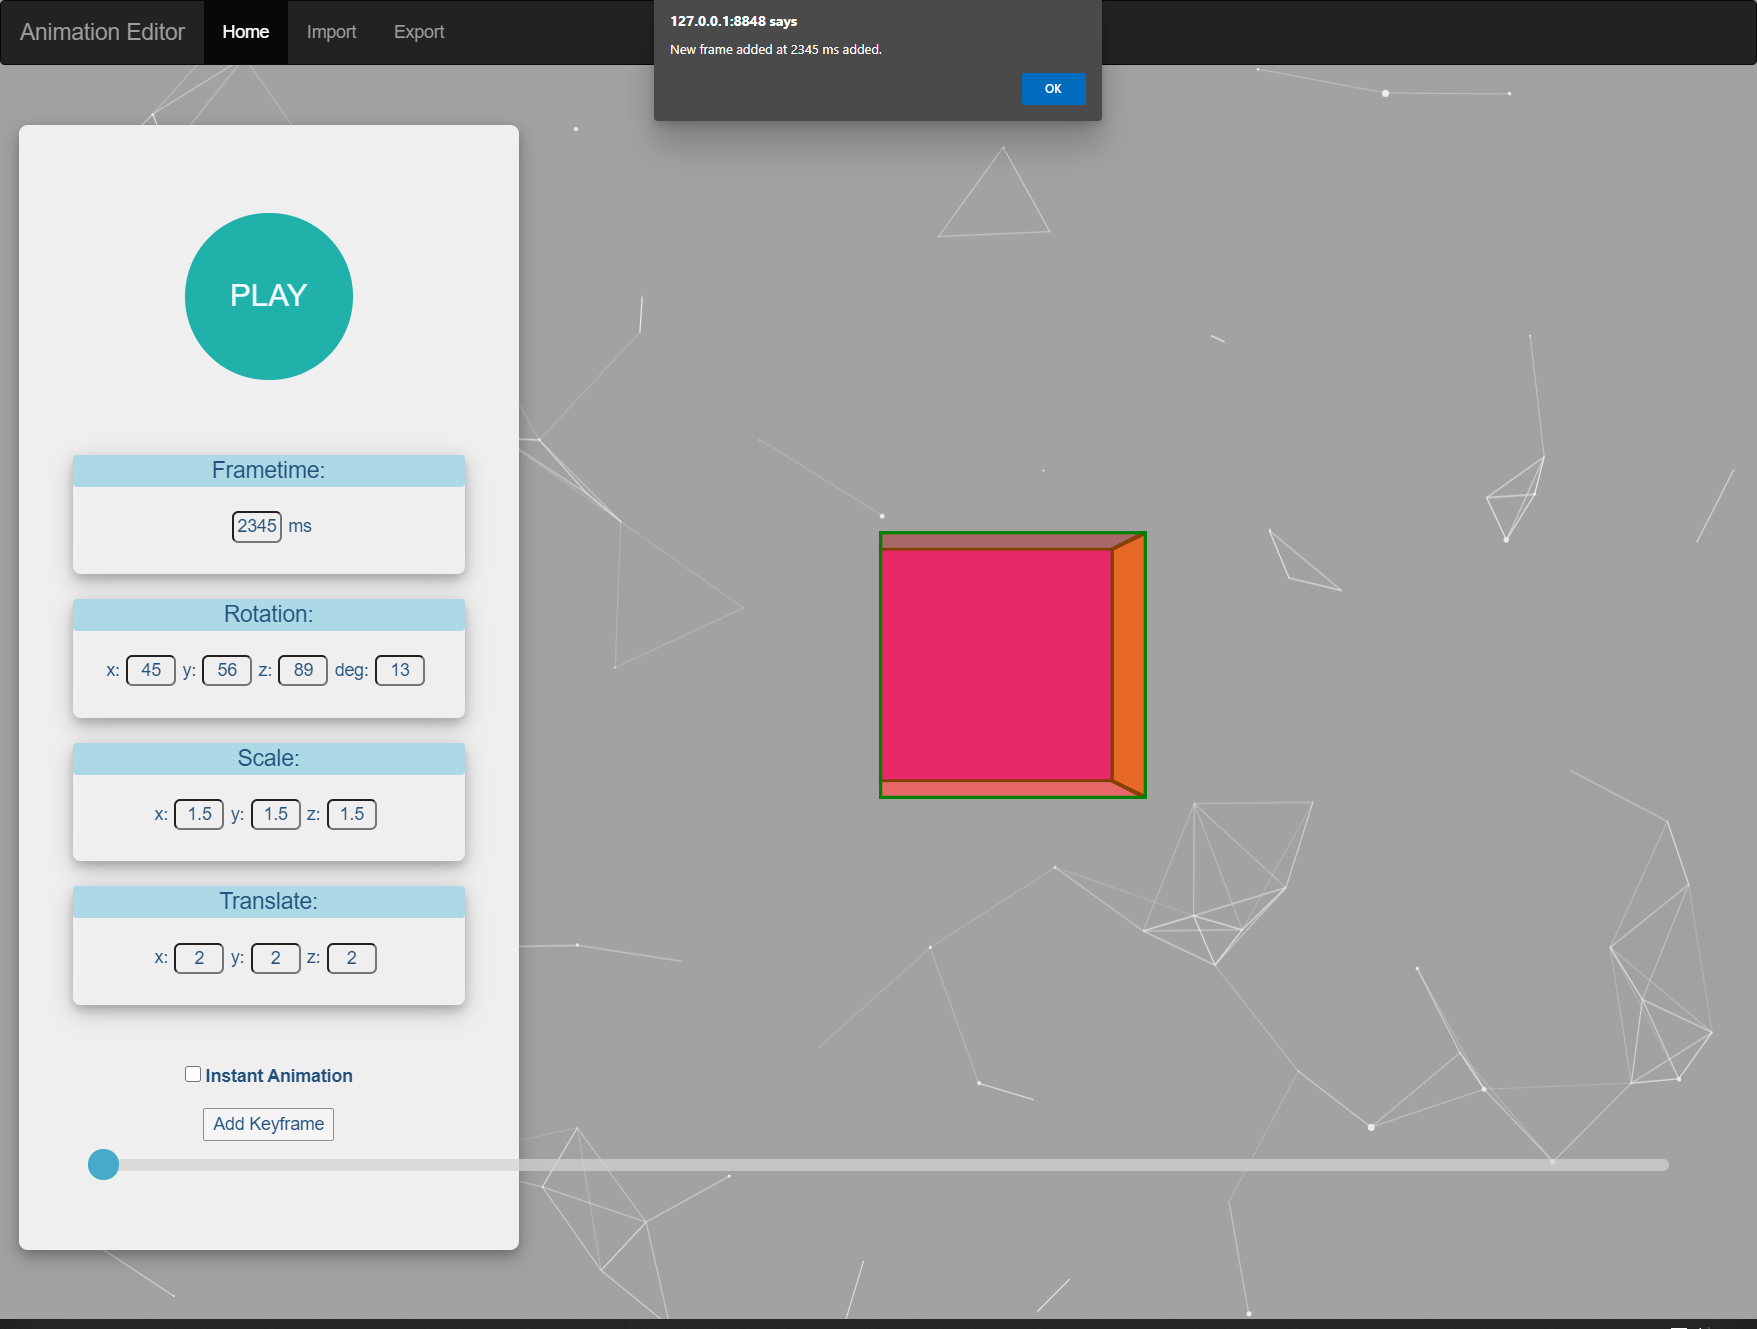 Animation Editor Home Import Export
127.0.0.1:8848 says
New frame added at 2345 ms added.
OK
PLAY
Frametime:
2345 ms
Rotation:
x: 45 y: 56 z: 89 deg: 13
Scale:
x: 1.5 y: 1.5 z: 1.5
Translate:
x: 2 y: 2 z: 2
Instant Animation
Add Keyframe